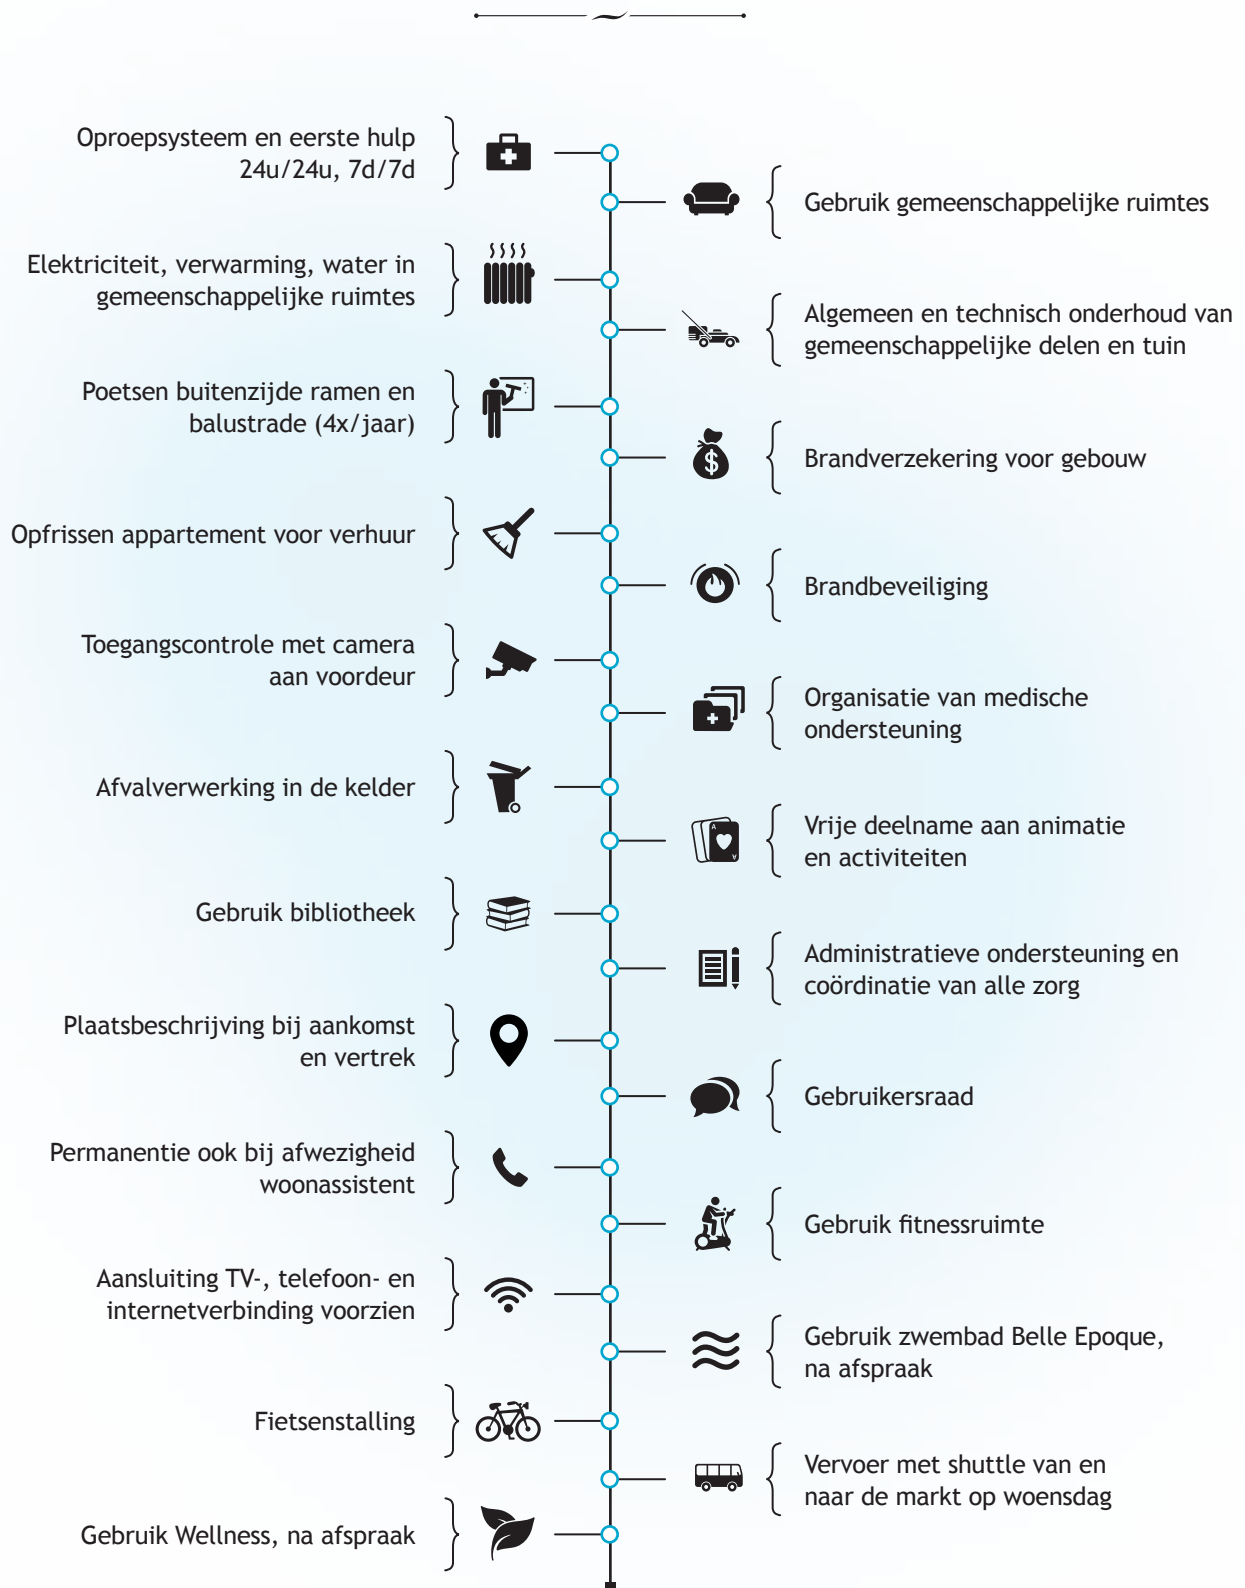 Oproepsysteem en eerste hulp
24u/24u, 7d/7d
Gebruik gemeenschappelijke ruimtes
Elektriciteit, verwarming, water in
gemeenschappelijke ruimtes
Algemeen en technisch onderhoud van
gemeenschappelijke delen en tuin
Poetsen buitenzijde ramen en
balustrade (4x/jaar)
Brandverzekering voor gebouw
Opfrissen appartement voor verhuur
Brandbeveiliging
Toegangscontrole met camera
aan voordeur
Organisatie van medische
ondersteuning
Afvalverwerking in de kelder
Vrije deelname aan animatie
en activiteiten
Gebruik bibliotheek
Administratieve ondersteuning en
coördinatie van alle zorg
Plaatsbeschrijving bij aankomst
en vertrek
Gebruikersraad
Permanentie ook bij afwezigheid
woonassistent
Gebruik fitnessruimte
Aansluiting TV-, telefoon- en
internetverbinding voorzien
Gebruik zwembad Belle Epoque,
na afspraak
Fietsenstalling
Vervoer met shuttle van en
naar de markt op woensdag
Gebruik Wellness, na afspraak